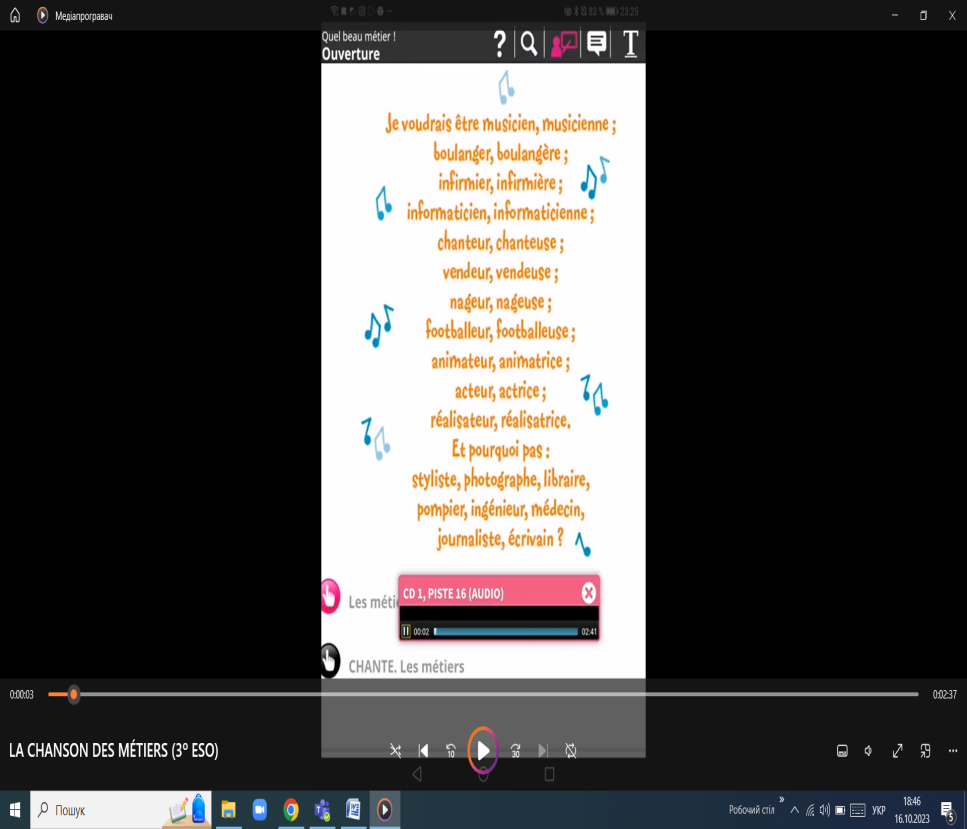 Медіапрогравач
83 % 23:25
Quel beau métier !
Ouverture
? T
Je voudrais être musicien, musicienne ;
boulanger, boulangère ;
infirmier, infirmière ;
informaticien, informaticienne ;
chanteur, chanteuse ;
vendeur, vendeuse ;
nageur, nageuse ;
footballeur, footballeuse ;
animateur, animatrice ;
acteur, actrice ;
réalisateur, réalisatrice.
Et pourquoi pas :
styliste, photographe, libraire,
pompier, ingénieur, médecin,
journaliste, écrivain ?
CD 1, PISTE 16 (AUDIO)
Les méti
00:02 02:41
CHANTE. Les métiers
0:00:03 0:02:37
LA CHANSON DES MÉTIERS (3º ESO)
10 30
Пошук
Робочий стіл » УКР
18:46
16.10.2023
5